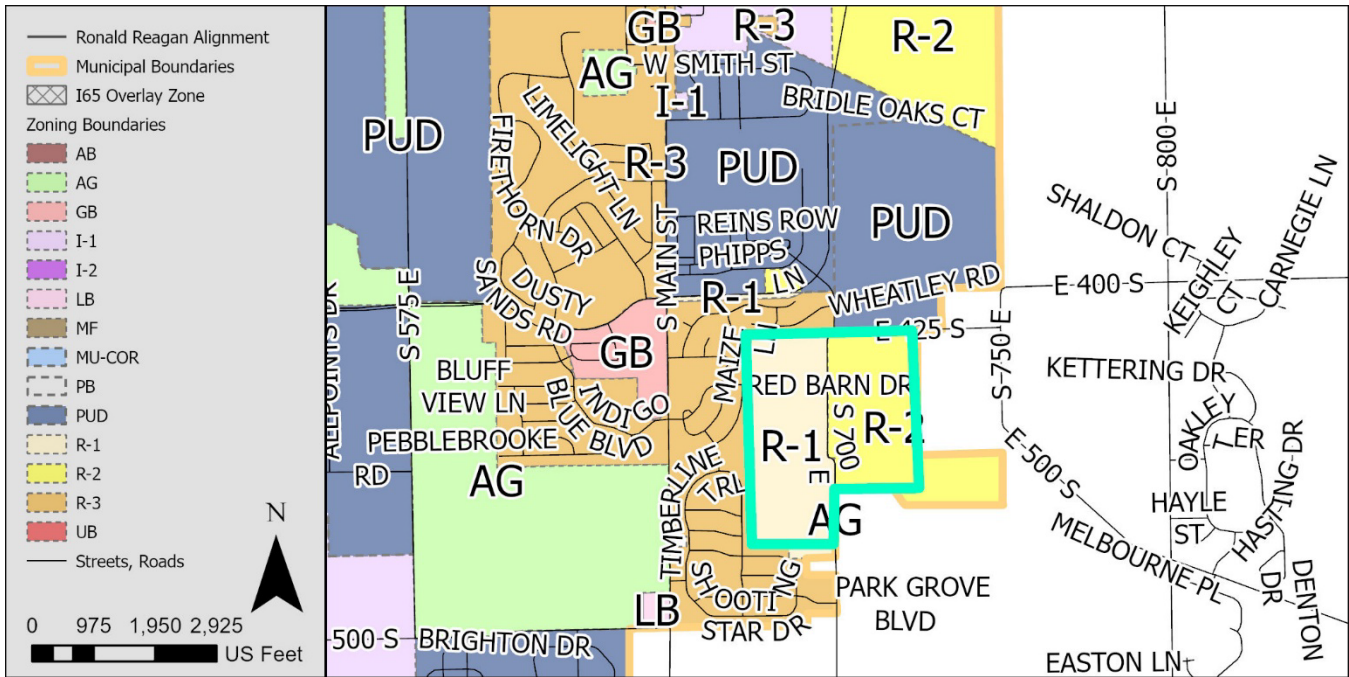 Ronald Reagan Alignment
Municipal Boundaries
I65 Overlay Zone
Zoning Boundaries
AB
AG
GB
I-1
I-2
LB
MF
MU-COR
PB
PUD
R-1
R-2
R-3
UB
Streets, Roads
N
0 975 1,950 2,925
US Feet
GB
R-3
R-2
AG
W SMITH ST
I-1
BRIDLE OAKS CT
PUD
LIMELIGHT LN
FIRETHORN DR
R-3
PUD
S MAIN ST
REINS ROW
PHIPPS
LN
PUD
S 575 E
SANDS RD
DUSTY
R-1
WHEATLEY RD
E 400 S
E 425 S
S 750 E
S 800 E
SHALDON CT
KEIGHLEY
CT
CARNEGIE LN
ALLPOINTS DR
GB
MAIZE
LN
BLUFF
VIEW LN
INDIGO
BLUE BLVD
RED BARN DR
KETTERING DR
PEBBLEBROOKE
RD
AG
R-1
S 700
E
R-2
E 500 S
OAKLEY
TER
TIMBERLINE
TRL
AG
HAYLE
ST
HASTING DR
MELBOURNE PL
DENTON
DR
SHOOTING
STAR DR
LB
PARK GROVE
BLVD
500 S
BRIGHTON DR
EASTON LN